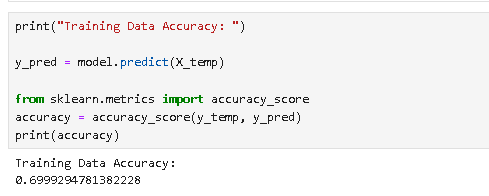 print("Training Data Accuracy: ")
y_pred = model.predict(X_temp)
from sklearn.metrics import accuracy_score
accuracy = accuracy_score(y_temp, y_pred)
print(accuracy)
Training Data Accuracy:
0.6999294781382228